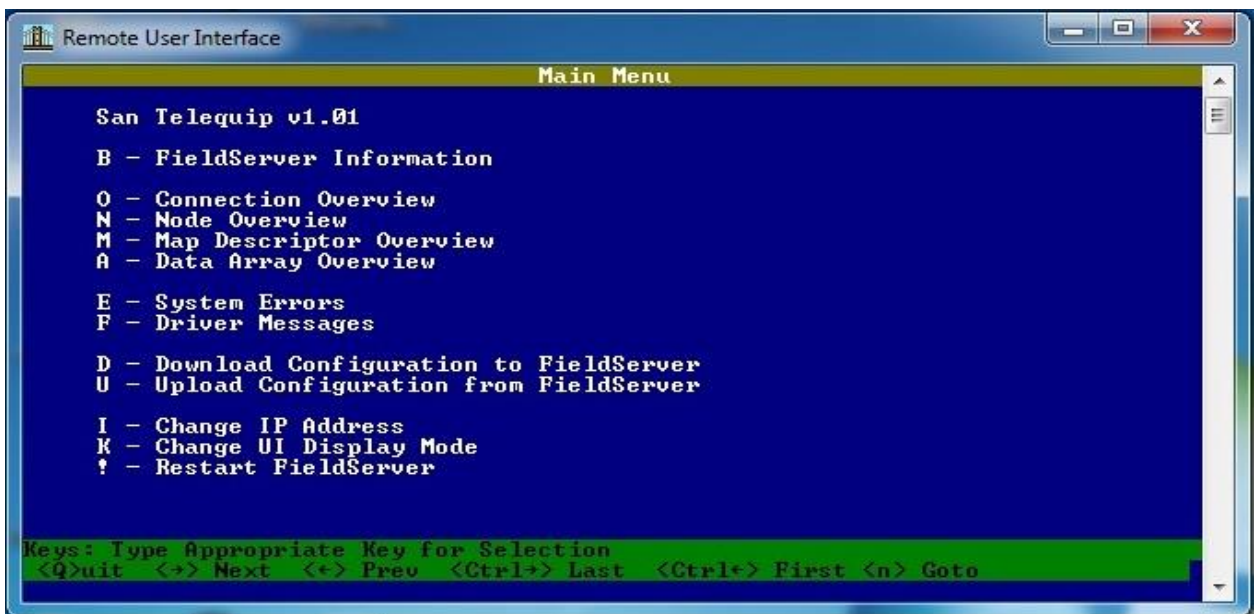 Remote User Interface
Main Menu
San Telequip v1.01
B - FieldServer Information
O - Connection Overview
N - Node Overview
M - Map Descriptor Overview
A - Data Array Overview
E - System Errors
F - Driver Messages
D - Download Configuration to FieldServer
U - Upload Configuration from FieldServer
I - Change IP Address
K - Change UI Display Mode
! - Restart FieldServer
Keys: Type Appropriate Key for Selection
<Q>uit <→> Next <←> Prev <Ctrl→> Last <Ctrl←> First <n> Goto